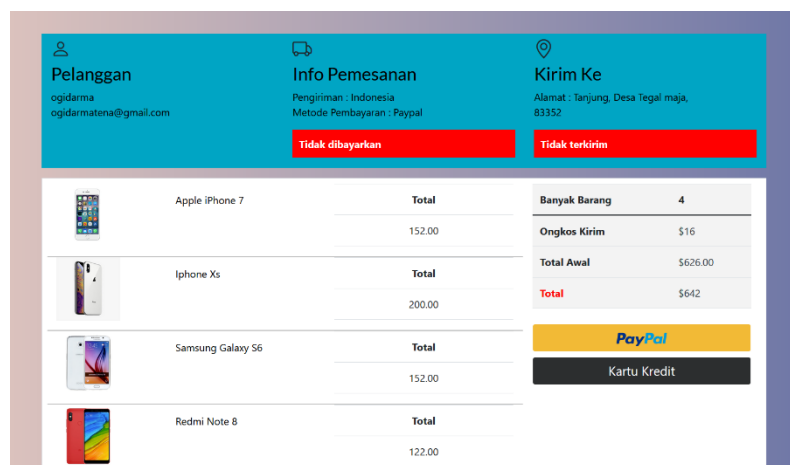 Pelanggan
ogidarma
ogidarmatena@gmail.com
Info Pemesanan
Pengiriman : Indonesia
Metode Pembayaran : Paypal
Tidak dibayarkan
Kirim Ke
Alamat : Tanjung, Desa Tegal maja,
83352
Tidak terkirim
Apple iPhone 7
Total
152.00
Iphone Xs
Total
200.00
Samsung Galaxy S6
Total
152.00
Redmi Note 8
Total
122.00
Banyak Barang 4
Ongkos Kirim $16
Total Awal $626.00
Total $642
PayPal
Kartu Kredit